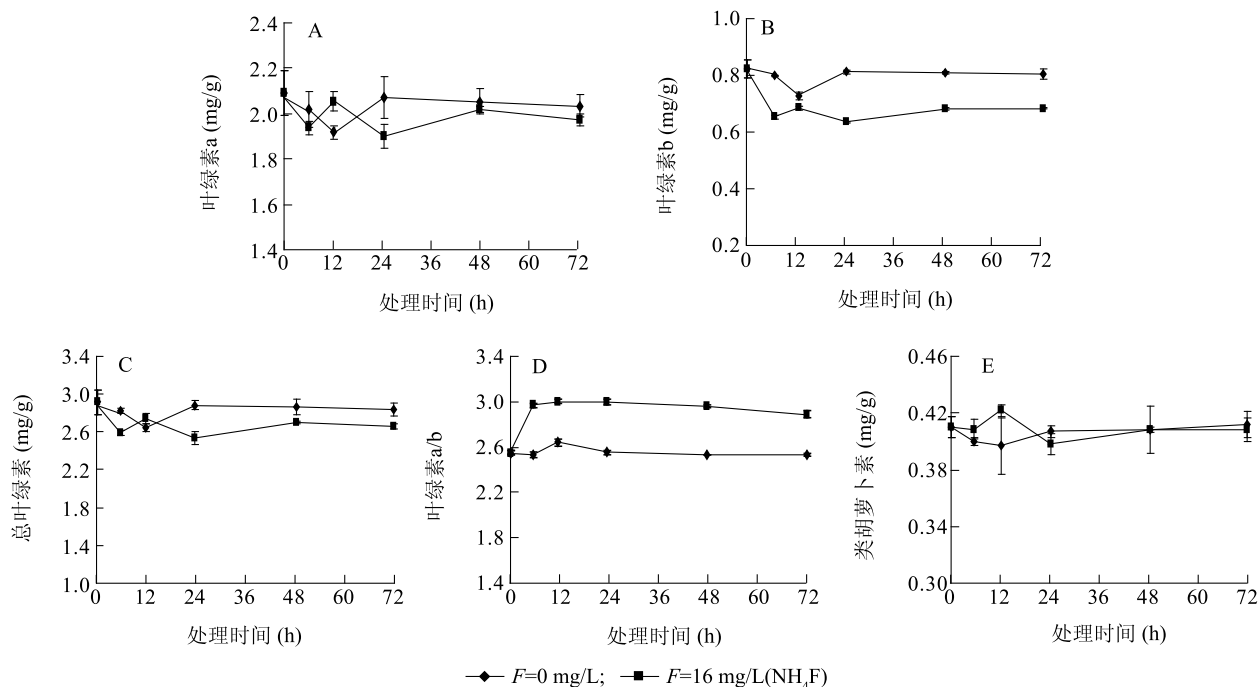 A
2.4
2.2
2.0
1.8
1.6
1.4
叶绿素a (mg/g)
0 12 24 36 48 60 72
处理时间 (h)
B
1.0
0.8
0.6
0.4
0.2
叶绿素b (mg/g)
0 12 24 36 48 60 72
处理时间 (h)
C
3.4
3.0
2.6
2.2
1.8
1.4
1.0
总叶绿素 (mg/g)
0 12 24 36 48 60 72
处理时间 (h)
D
3.4
3.0
2.6
2.2
1.8
1.4
叶绿素a/b
0 12 24 36 48 60 72
处理时间 (h)
E
0.46
0.42
0.38
0.34
0.30
类胡萝卜素 (mg/g)
0 12 24 36 48 60 72
处理时间 (h)
F=0 mg/L; F=16 mg/L(NH₄F)